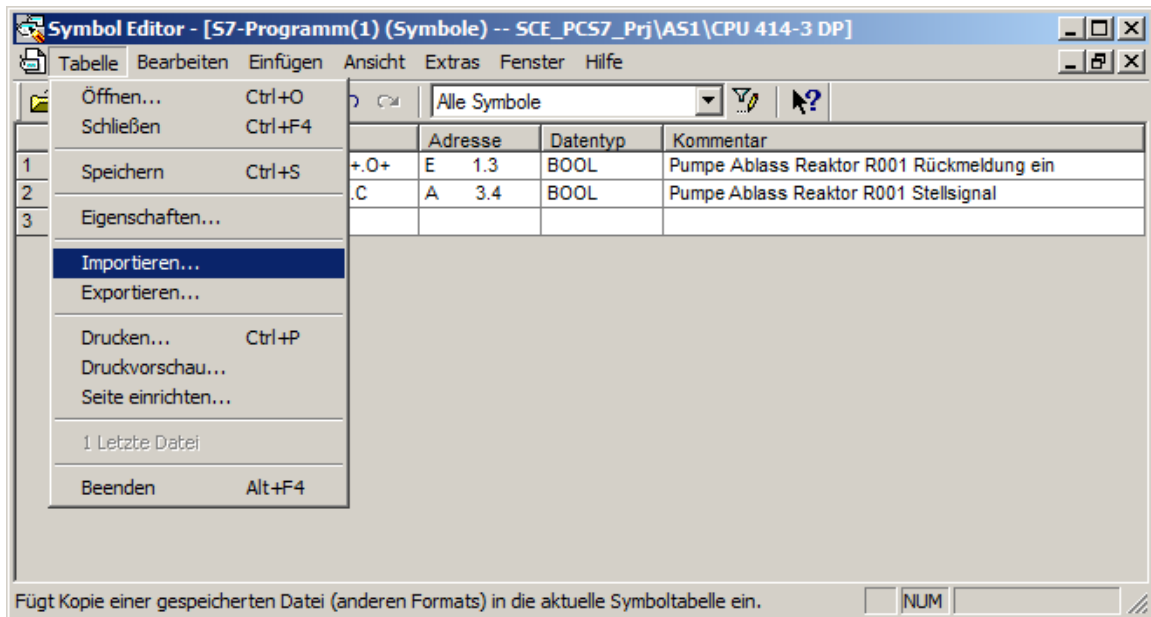 Symbol Editor - [S7-Programm(1) (Symbole) -- SCE_PCS7_Prj\AS1\CPU 414-3 DP]
Tabelle Bearbeiten Einfügen Ansicht Extras Fenster Hilfe
Alle Symbole
Öffnen... Ctrl+O
Schließen Ctrl+F4
Speichern Ctrl+S
Eigenschaften...
Importieren...
Exportieren...
Drucken... Ctrl+P
Druckvorschau...
Seite einrichten...
1 Letzte Datei
Beenden Alt+F4
Adresse Datentyp Kommentar
1 +.O+ E 1.3 BOOL Pumpe Ablass Reaktor R001 Rückmeldung ein
2 .C A 3.4 BOOL Pumpe Ablass Reaktor R001 Stellsignal
3
Fügt Kopie einer gespeicherten Datei (anderen Formats) in die aktuelle Symboltabelle ein. NUM